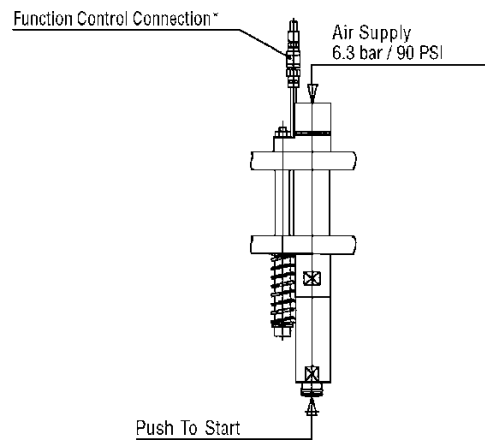 Function Control Connection*
Air Supply
6.3 bar / 90 PSI
Push To Start